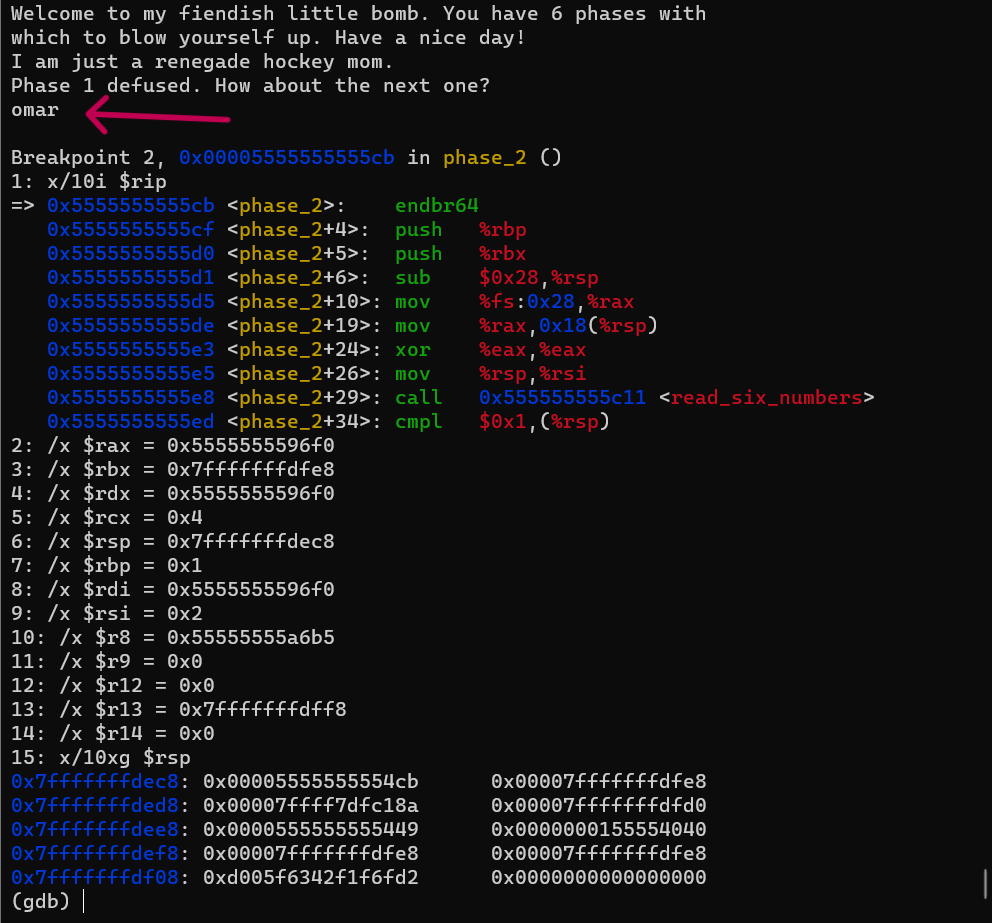 Welcome to my fiendish little bomb. You have 6 phases with
which to blow yourself up. Have a nice day!
I am just a renegade hockey mom.
Phase 1 defused. How about the next one?
omar
Breakpoint 2, 0x00005555555555cb in phase_2 ()
1: x/10i $rip
=> 0x5555555555cb <phase_2>:    endbr64
   0x5555555555cf <phase_2+4>:  push   %rbp
   0x5555555555d0 <phase_2+5>:  push   %rbx
   0x5555555555d1 <phase_2+6>:  sub    $0x28,%rsp
   0x5555555555d5 <phase_2+10>: mov    %fs:0x28,%rax
   0x5555555555de <phase_2+19>: mov    %rax,0x18(%rsp)
   0x5555555555e3 <phase_2+24>: xor    %eax,%eax
   0x5555555555e5 <phase_2+26>: mov    %rsp,%rsi
   0x5555555555e8 <phase_2+29>: call   0x555555555c11 <read_six_numbers>
   0x5555555555ed <phase_2+34>: cmpl   $0x1,(%rsp)
2: /x $rax = 0x5555555596f0
3: /x $rbx = 0x7fffffffdfe8
4: /x $rdx = 0x5555555596f0
5: /x $rcx = 0x4
6: /x $rsp = 0x7fffffffdec8
7: /x $rbp = 0x1
8: /x $rdi = 0x5555555596f0
9: /x $rsi = 0x2
10: /x $r8 = 0x55555555a6b5
11: /x $r9 = 0x0
12: /x $r12 = 0x0
13: /x $r13 = 0x7fffffffdff8
14: /x $r14 = 0x0
15: x/10xg $rsp
0x7fffffffdec8: 0x00005555555554cb      0x00007fffffffdfe8
0x7fffffffded8: 0x00007ffff7dfc18a      0x00007fffffffdfd0
0x7fffffffdee8: 0x0000555555555449      0x0000000155554040
0x7fffffffdef8: 0x00007fffffffdfe8      0x00007fffffffdfe8
0x7fffffffdf08: 0xd005f6342f1f6fd2      0x0000000000000000
(gdb)